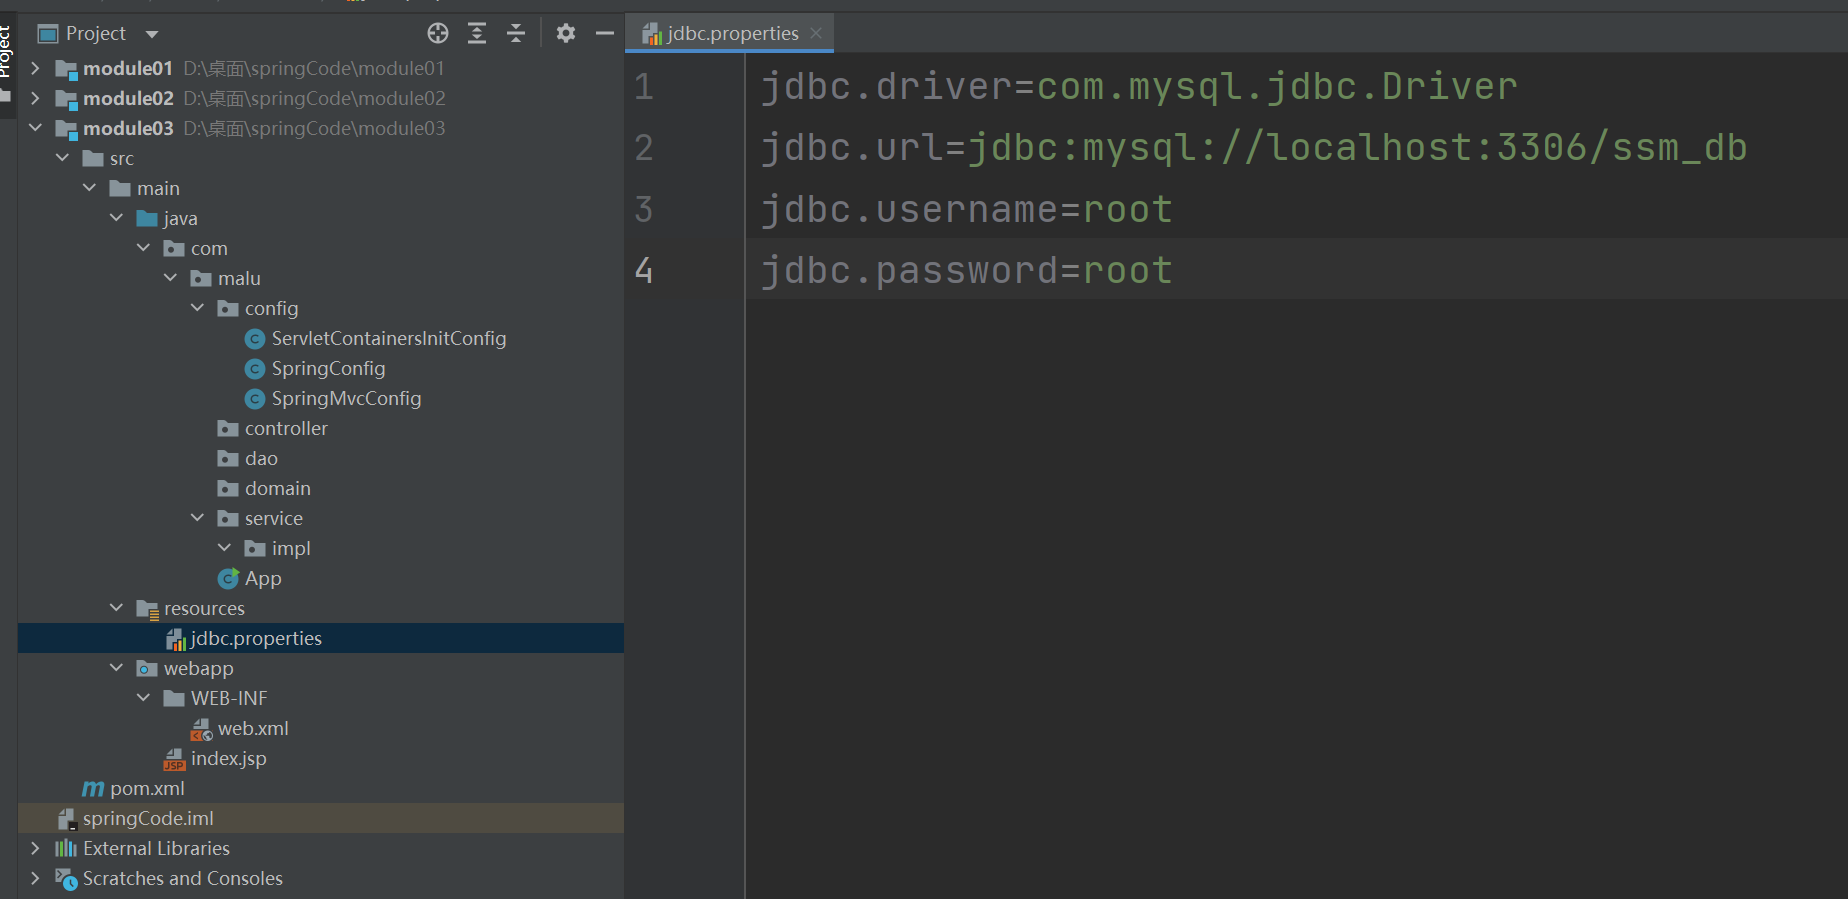 Project
Project
module01 D:\桌面\springCode\module01
module02 D:\桌面\springCode\module02
module03 D:\桌面\springCode\module03
src
main
java
com
malu
config
ServletContainersInitConfig
SpringConfig
SpringMvcConfig
controller
dao
domain
service
impl
App
resources
jdbc.properties
webapp
WEB-INF
web.xml
index.jsp
pom.xml
springCode.iml
External Libraries
Scratches and Consoles
jdbc.properties
1 jdbc.driver=com.mysql.jdbc.Driver
2 jdbc.url=jdbc:mysql://localhost:3306/ssm_db
3 jdbc.username=root
4 jdbc.password=root